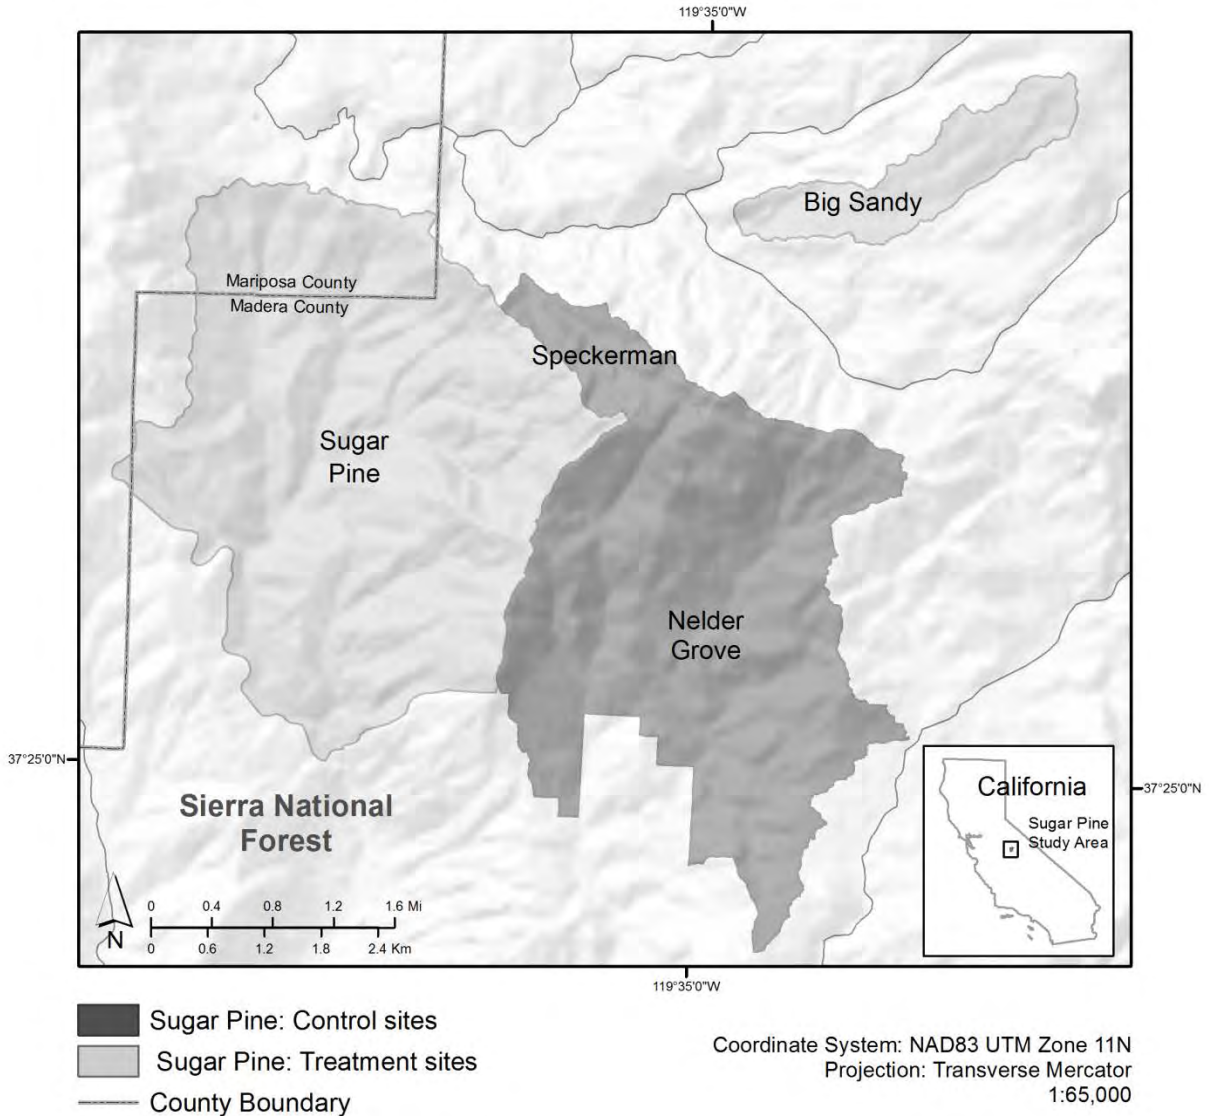 119°35'0"W
Big Sandy
Mariposa County
Madera County
Speckerman
Sugar
Pine
Nelder
Grove
37°25'0"N
Sierra National
Forest
California
Sugar Pine
Study Area
37°25'0"N
0 0.4 0.8 1.2 1.6 Mi
0 0.6 1.2 1.8 2.4 Km
N
119°35'0"W
Sugar Pine: Control sites
Sugar Pine: Treatment sites
County Boundary
Coordinate System: NAD83 UTM Zone 11N
Projection: Transverse Mercator
1:65,000